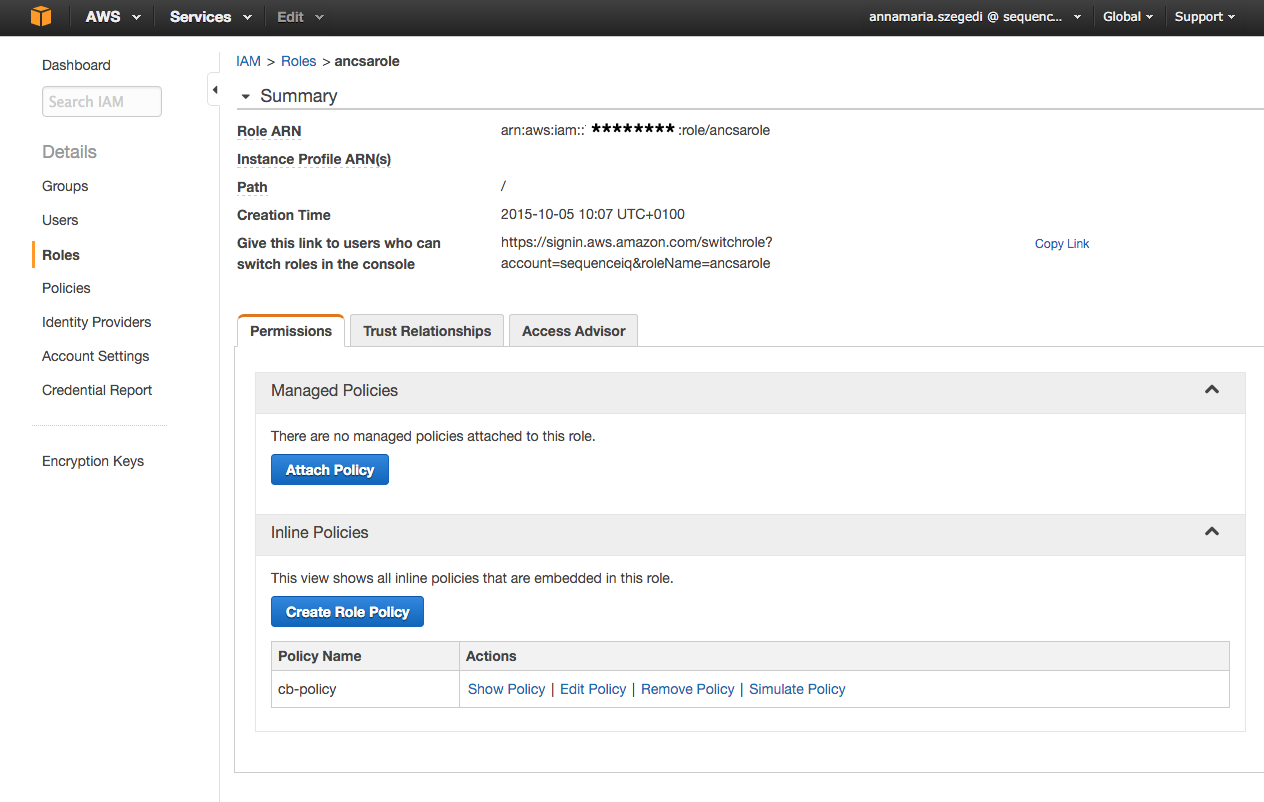 AWS Services Edit annamaria.szegedi @ sequenc... Global Support
Dashboard
Search IAM
Details
Groups
Users
Roles
Policies
Identity Providers
Account Settings
Credential Report
Encryption Keys
IAM > Roles > ancsarole
Summary
Role ARN arn:aws:iam::********:role/ancsarole
Instance Profile ARN(s)
Path /
Creation Time 2015-10-05 10:07 UTC+0100
Give this link to users who can https://signin.aws.amazon.com/switchrole? Copy Link
switch roles in the console account=sequenceiq&roleName=ancsarole
Permissions Trust Relationships Access Advisor
Managed Policies
There are no managed policies attached to this role.
Attach Policy
Inline Policies
This view shows all inline policies that are embedded in this role.
Create Role Policy
Policy Name Actions
cb-policy Show Policy | Edit Policy | Remove Policy | Simulate Policy